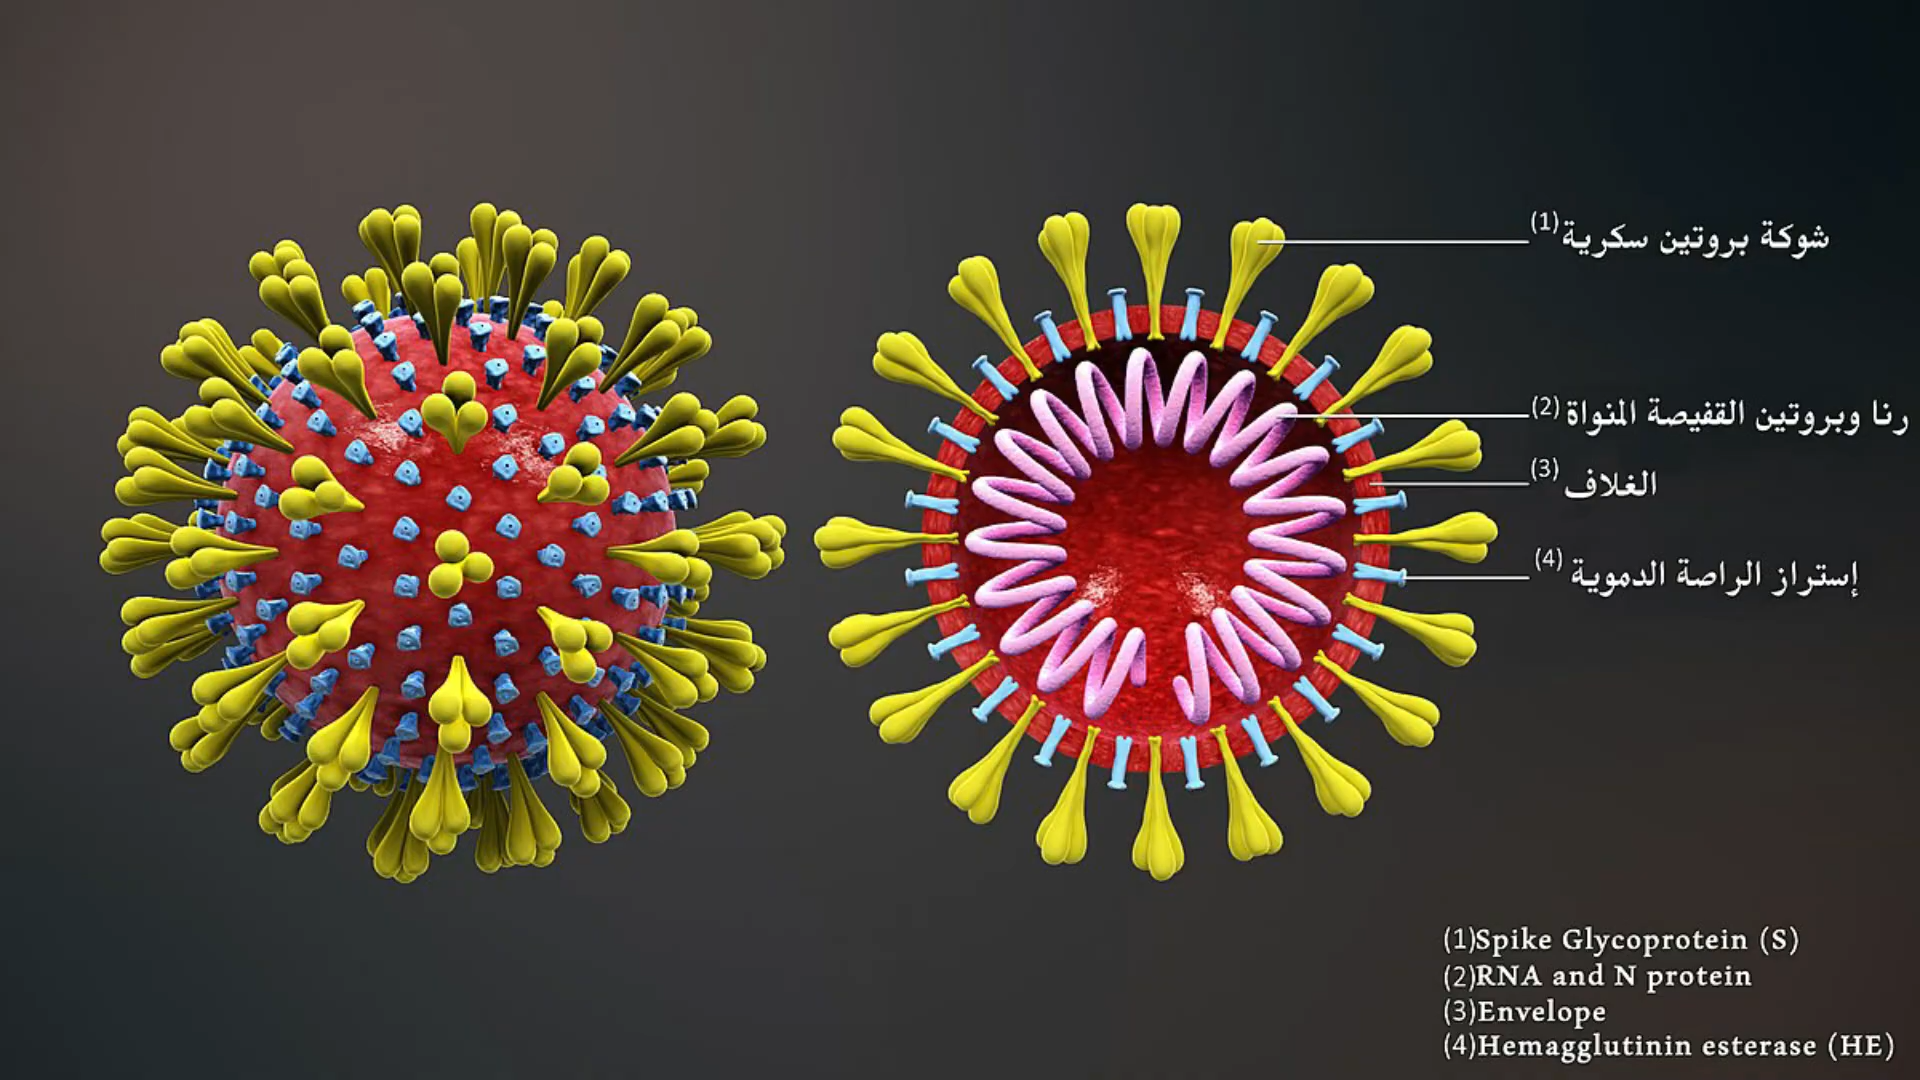 شوكة بروتين سكرية (1)
رنا وبروتين القفيصة المنواة (2)
الغلاف (3)
إستراز الراصة الدموية (4)
(1)Spike Glycoprotein (S)
(2)RNA and N protein
(3)Envelope
(4)Hemagglutinin esterase (HE)